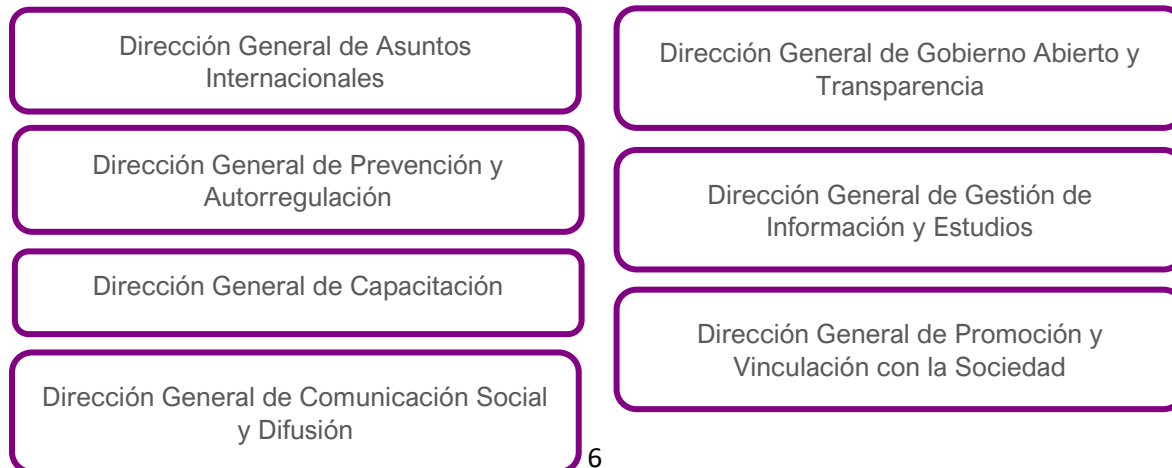 Dirección General de Asuntos
Internacionales
Dirección General de Prevención y
Autorregulación
Dirección General de Capacitación
Dirección General de Comunicación Social
y Difusión
Dirección General de Gobierno Abierto y
Transparencia
Dirección General de Gestión de
Información y Estudios
Dirección General de Promoción y
Vinculación con la Sociedad
6